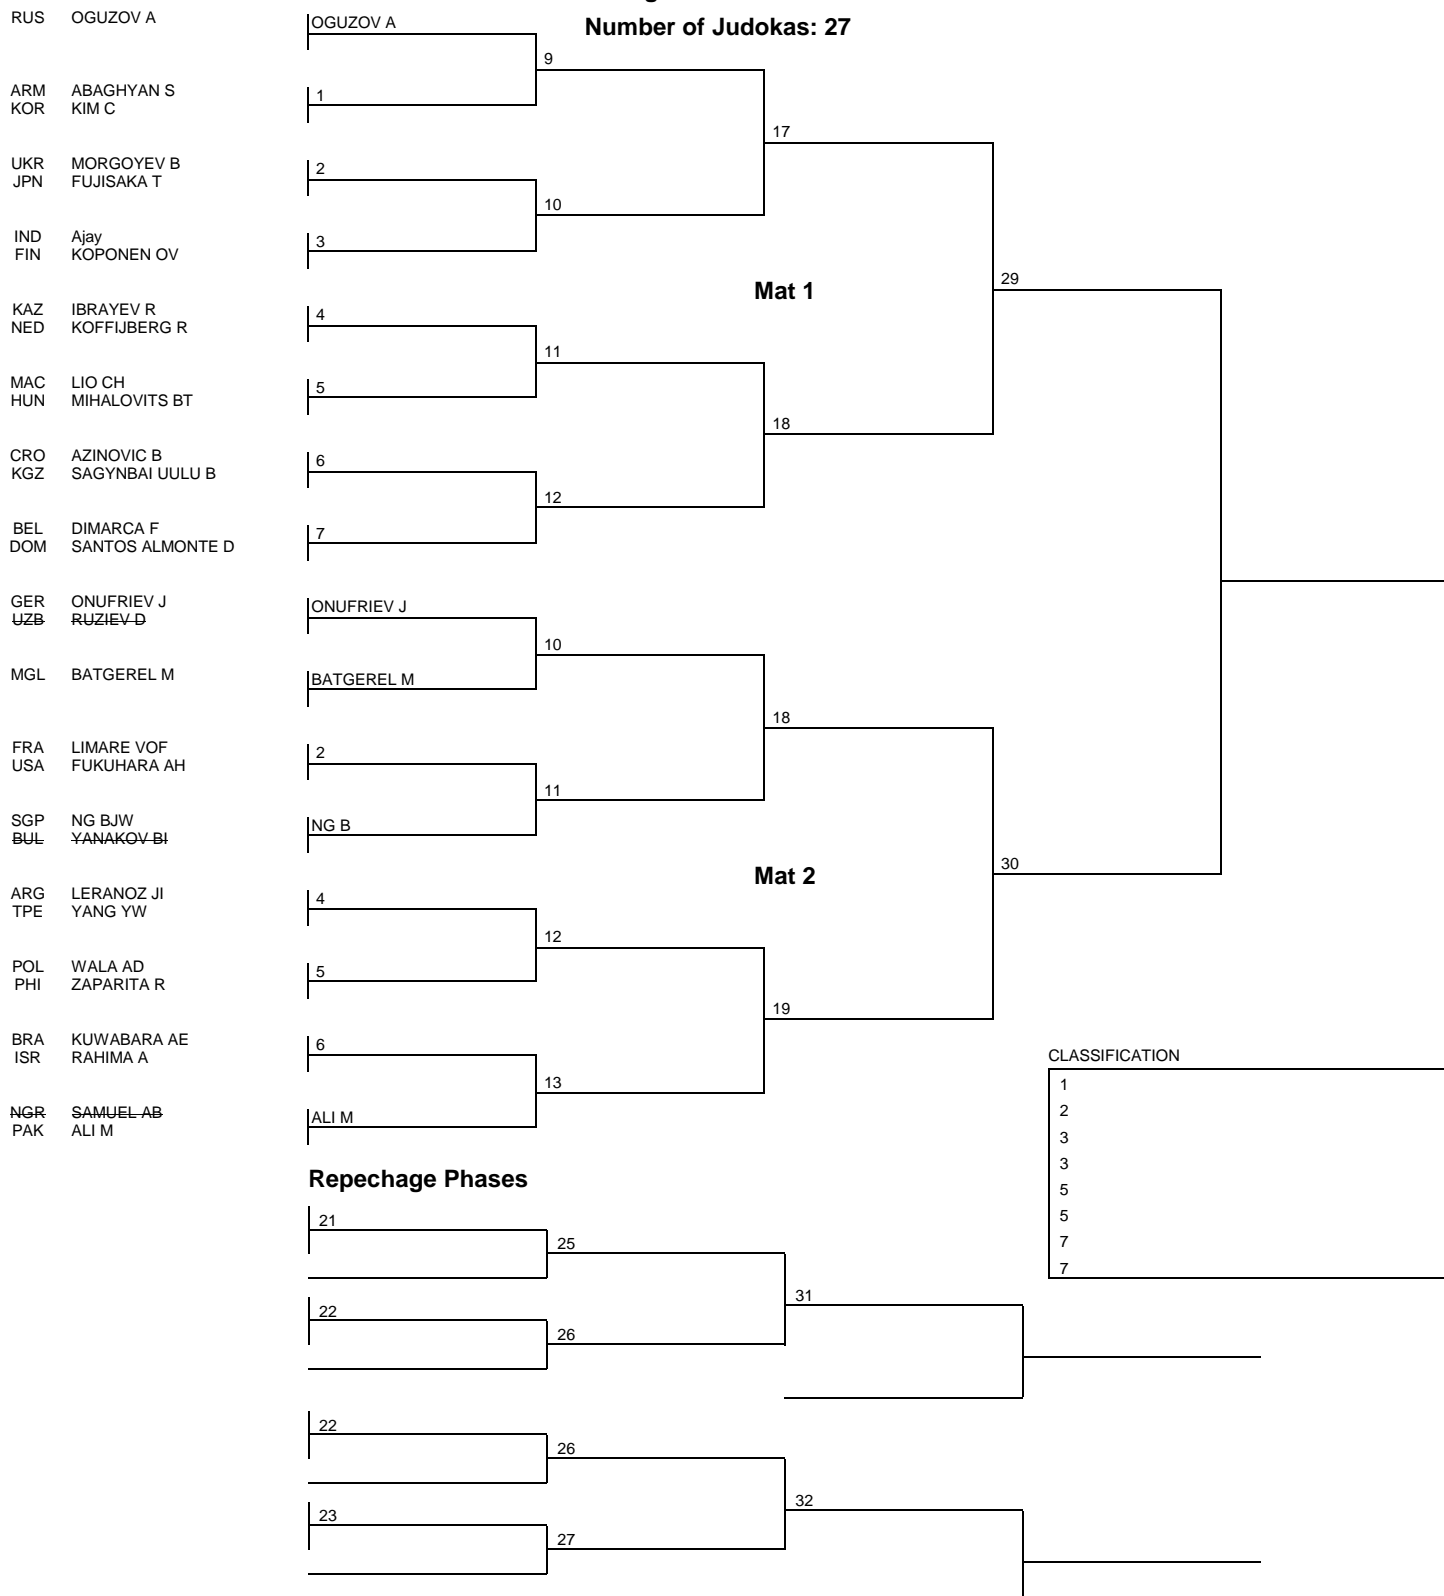 Number of Judokas: 27
RUS OGUZOV A
OGUZOV A
9
ARM ABAGHYAN S
KOR KIM C
1
17
UKR MORGOYEV B
JPN FUJISAKA T
2
10
IND Ajay
FIN KOPONEN OV
3
Mat 1
29
KAZ IBRAYEV R
NED KOFFIJBERG R
4
11
MAC LIO CH
HUN MIHALOVITS BT
5
18
CRO AZINOVIC B
KGZ SAGYNBAI UULU B
6
12
BEL DIMARCA F
DOM SANTOS ALMONTE D
7
GER ONUFRIEV J
UZB RUZIEV D
ONUFRIEV J
10
MGL BATGEREL M
BATGEREL M
18
FRA LIMARE VOF
USA FUKUHARA AH
2
11
SGP NG BJW
BUL YANAKOV BI
NG B
Mat 2
30
ARG LERANOZ JI
TPE YANG YW
4
12
POL WALA AD
PHI ZAPARITA R
5
19
BRA KUWABARA AE
ISR RAHIMA A
6
13
NGR SAMUEL AB
PAK ALI M
ALI M
CLASSIFICATION
1
2
3
3
5
5
7
7
Repechage Phases
21
25
22
26
31
22
26
23
27
32